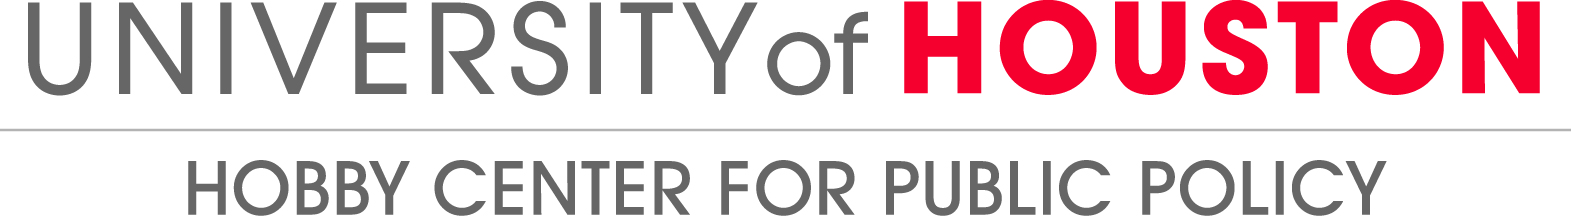 UNIVERSITY of HOUSTON
HOBBY CENTER FOR PUBLIC POLICY